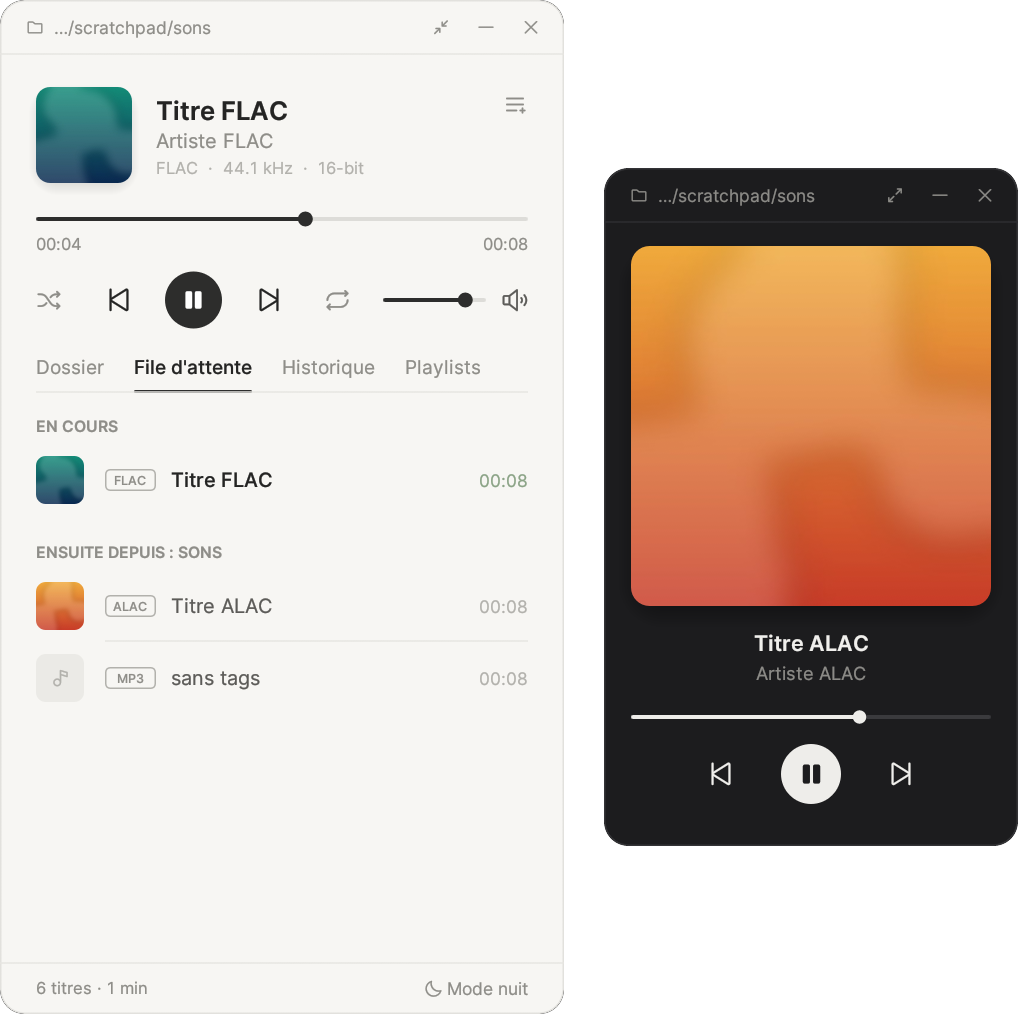 .../scratchpad/sons
Titre FLAC
Artiste FLAC
FLAC · 44.1 kHz · 16-bit
00:04 00:08
Dossier File d'attente Historique Playlists
EN COURS
FLAC Titre FLAC 00:08
ENSUITE DEPUIS : SONS
ALAC Titre ALAC 00:08
MP3 sans tags 00:08
6 titres · 1 min Mode nuit
.../scratchpad/sons
Titre ALAC
Artiste ALAC